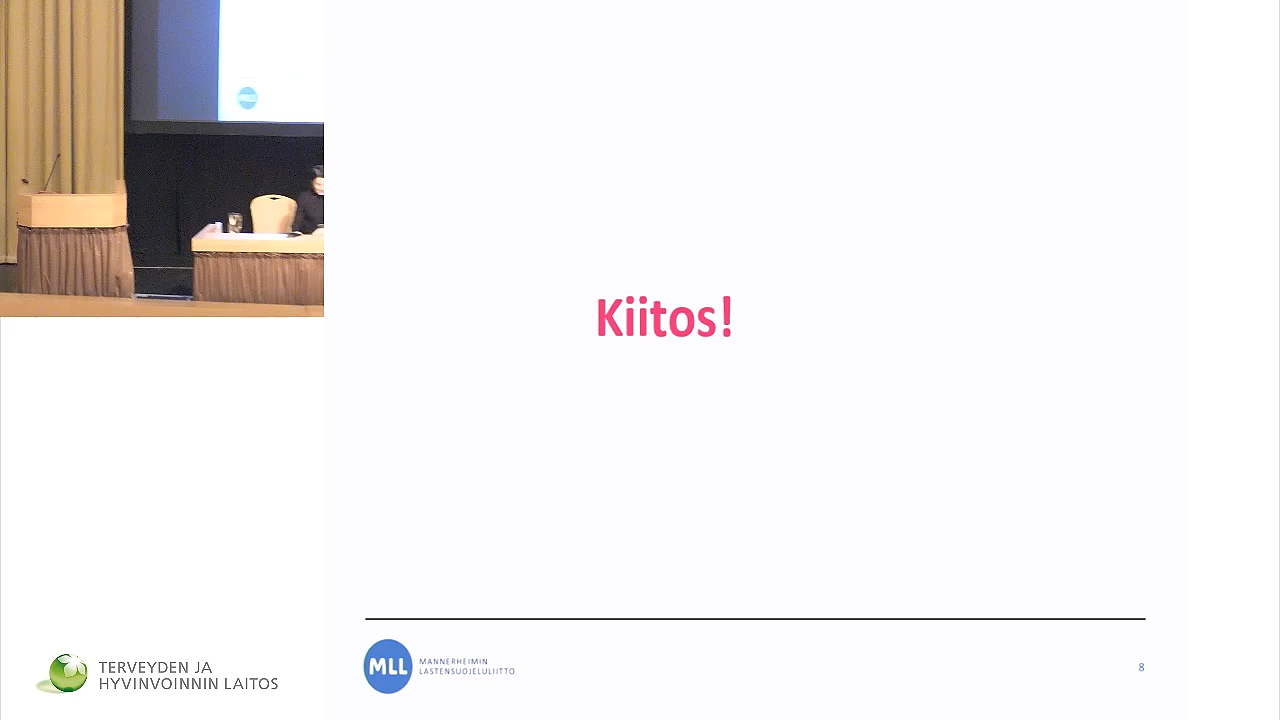 Kiitos!
MLL
MANNERHEIMIN
LASTENSUOJELULIITTO
8
TERVEYDEN JA
HYVINVOINNIN LAITOS